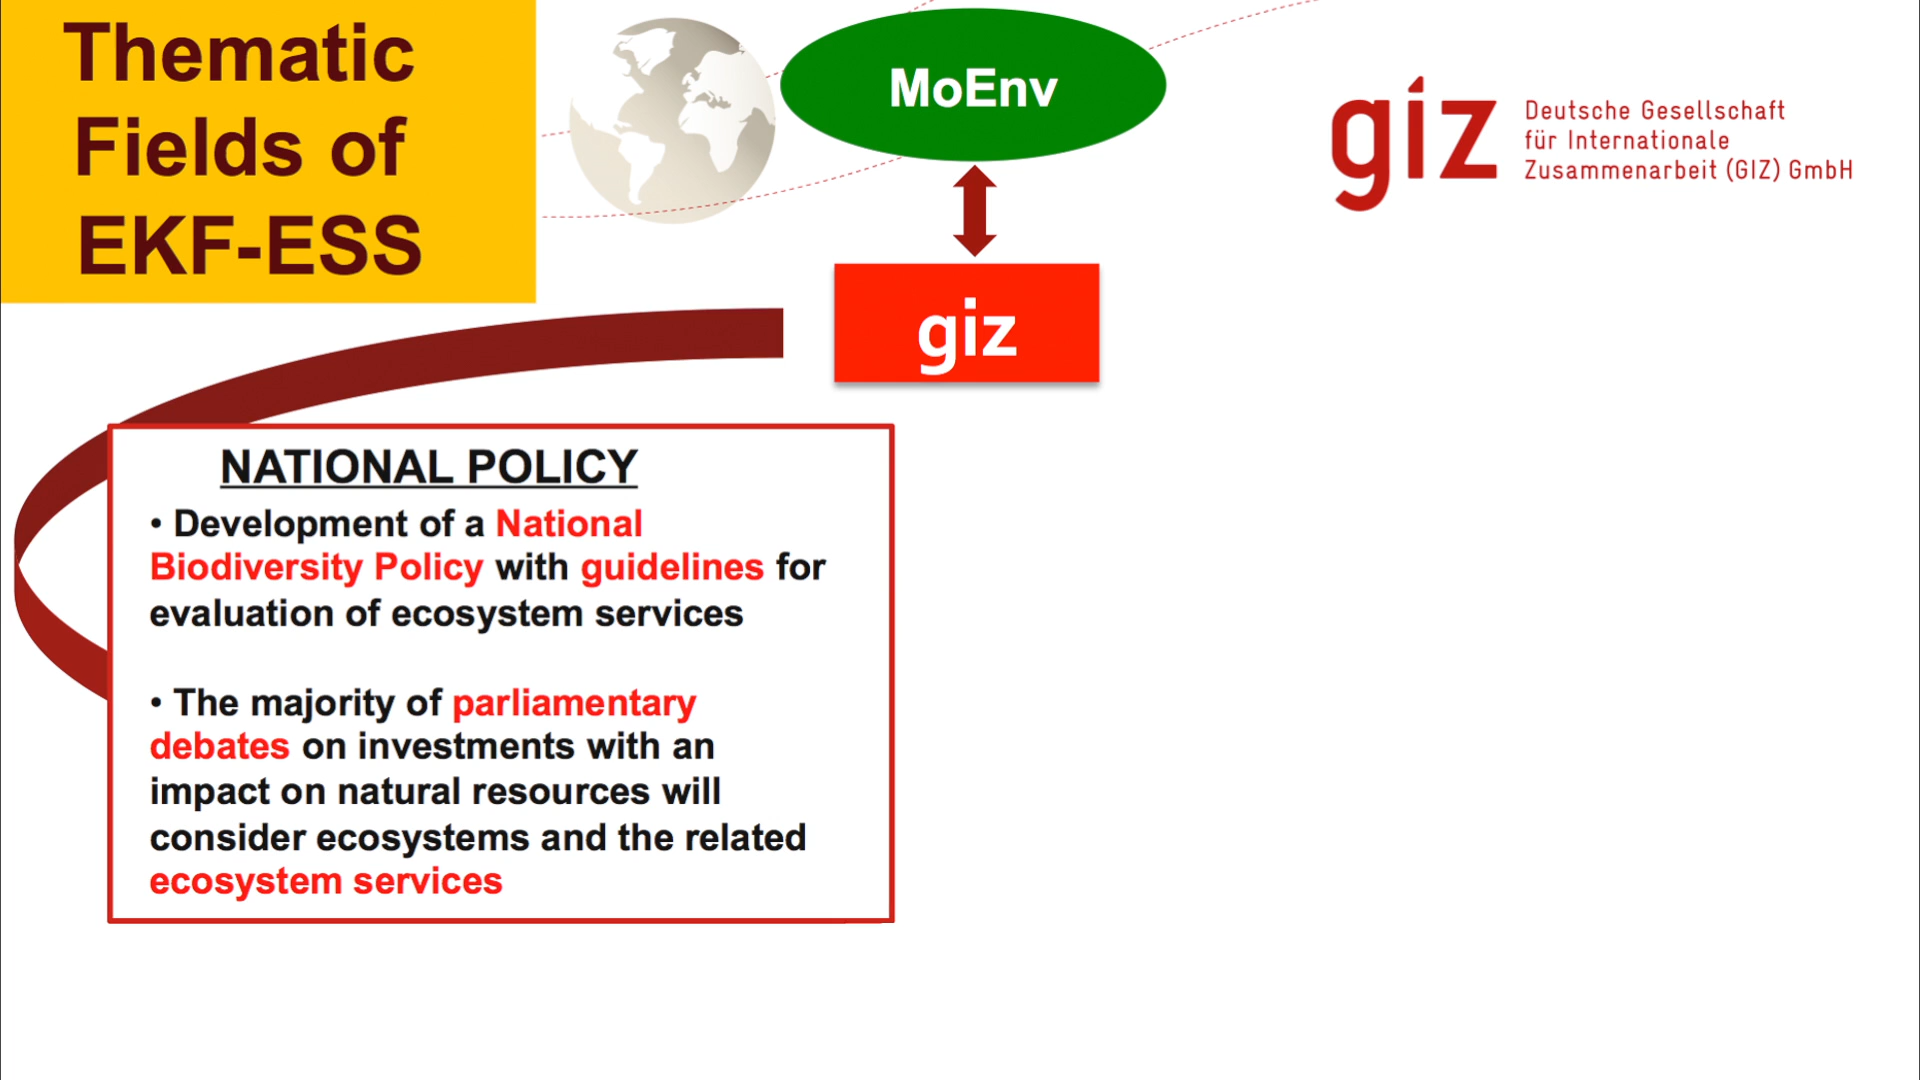 Thematic
Fields of
EKF-ESS
MoEnv
giz
Deutsche Gesellschaft
für Internationale
Zusammenarbeit (GIZ) GmbH
giz
NATIONAL POLICY
• Development of a National
Biodiversity Policy with guidelines for
evaluation of ecosystem services
• The majority of parliamentary
debates on investments with an
impact on natural resources will
consider ecosystems and the related
ecosystem services